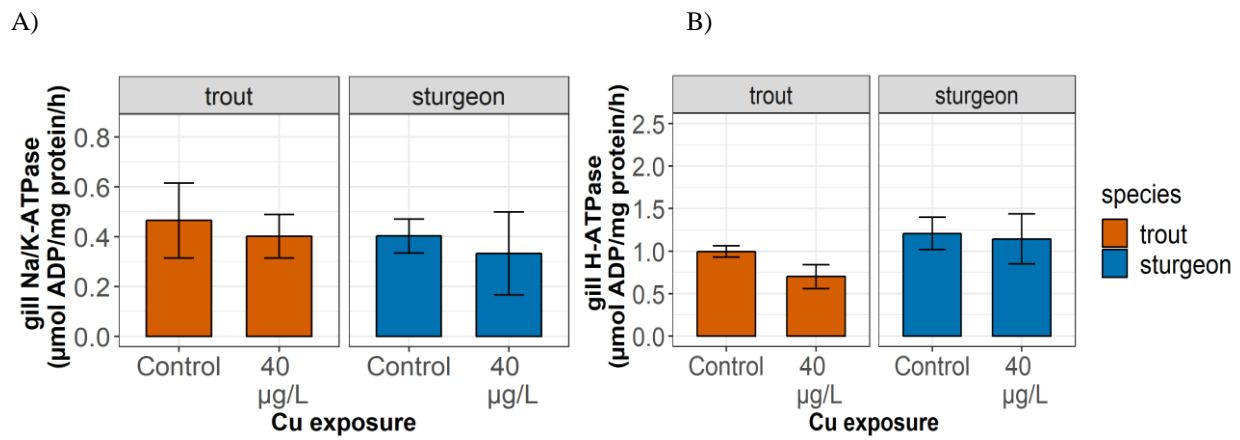 A)
B)
trout sturgeon
gill Na/K-ATPase
(µmol ADP/mg protein/h)
0.8
0.6
0.4
0.2
0.0
Control 40 µg/L Control 40 µg/L
Cu exposure
trout sturgeon
gill H-ATPase
(µmol ADP/mg protein/h)
2.5
2.0
1.5
1.0
0.5
0.0
Control 40 µg/L Control 40 µg/L
Cu exposure
species
trout
sturgeon